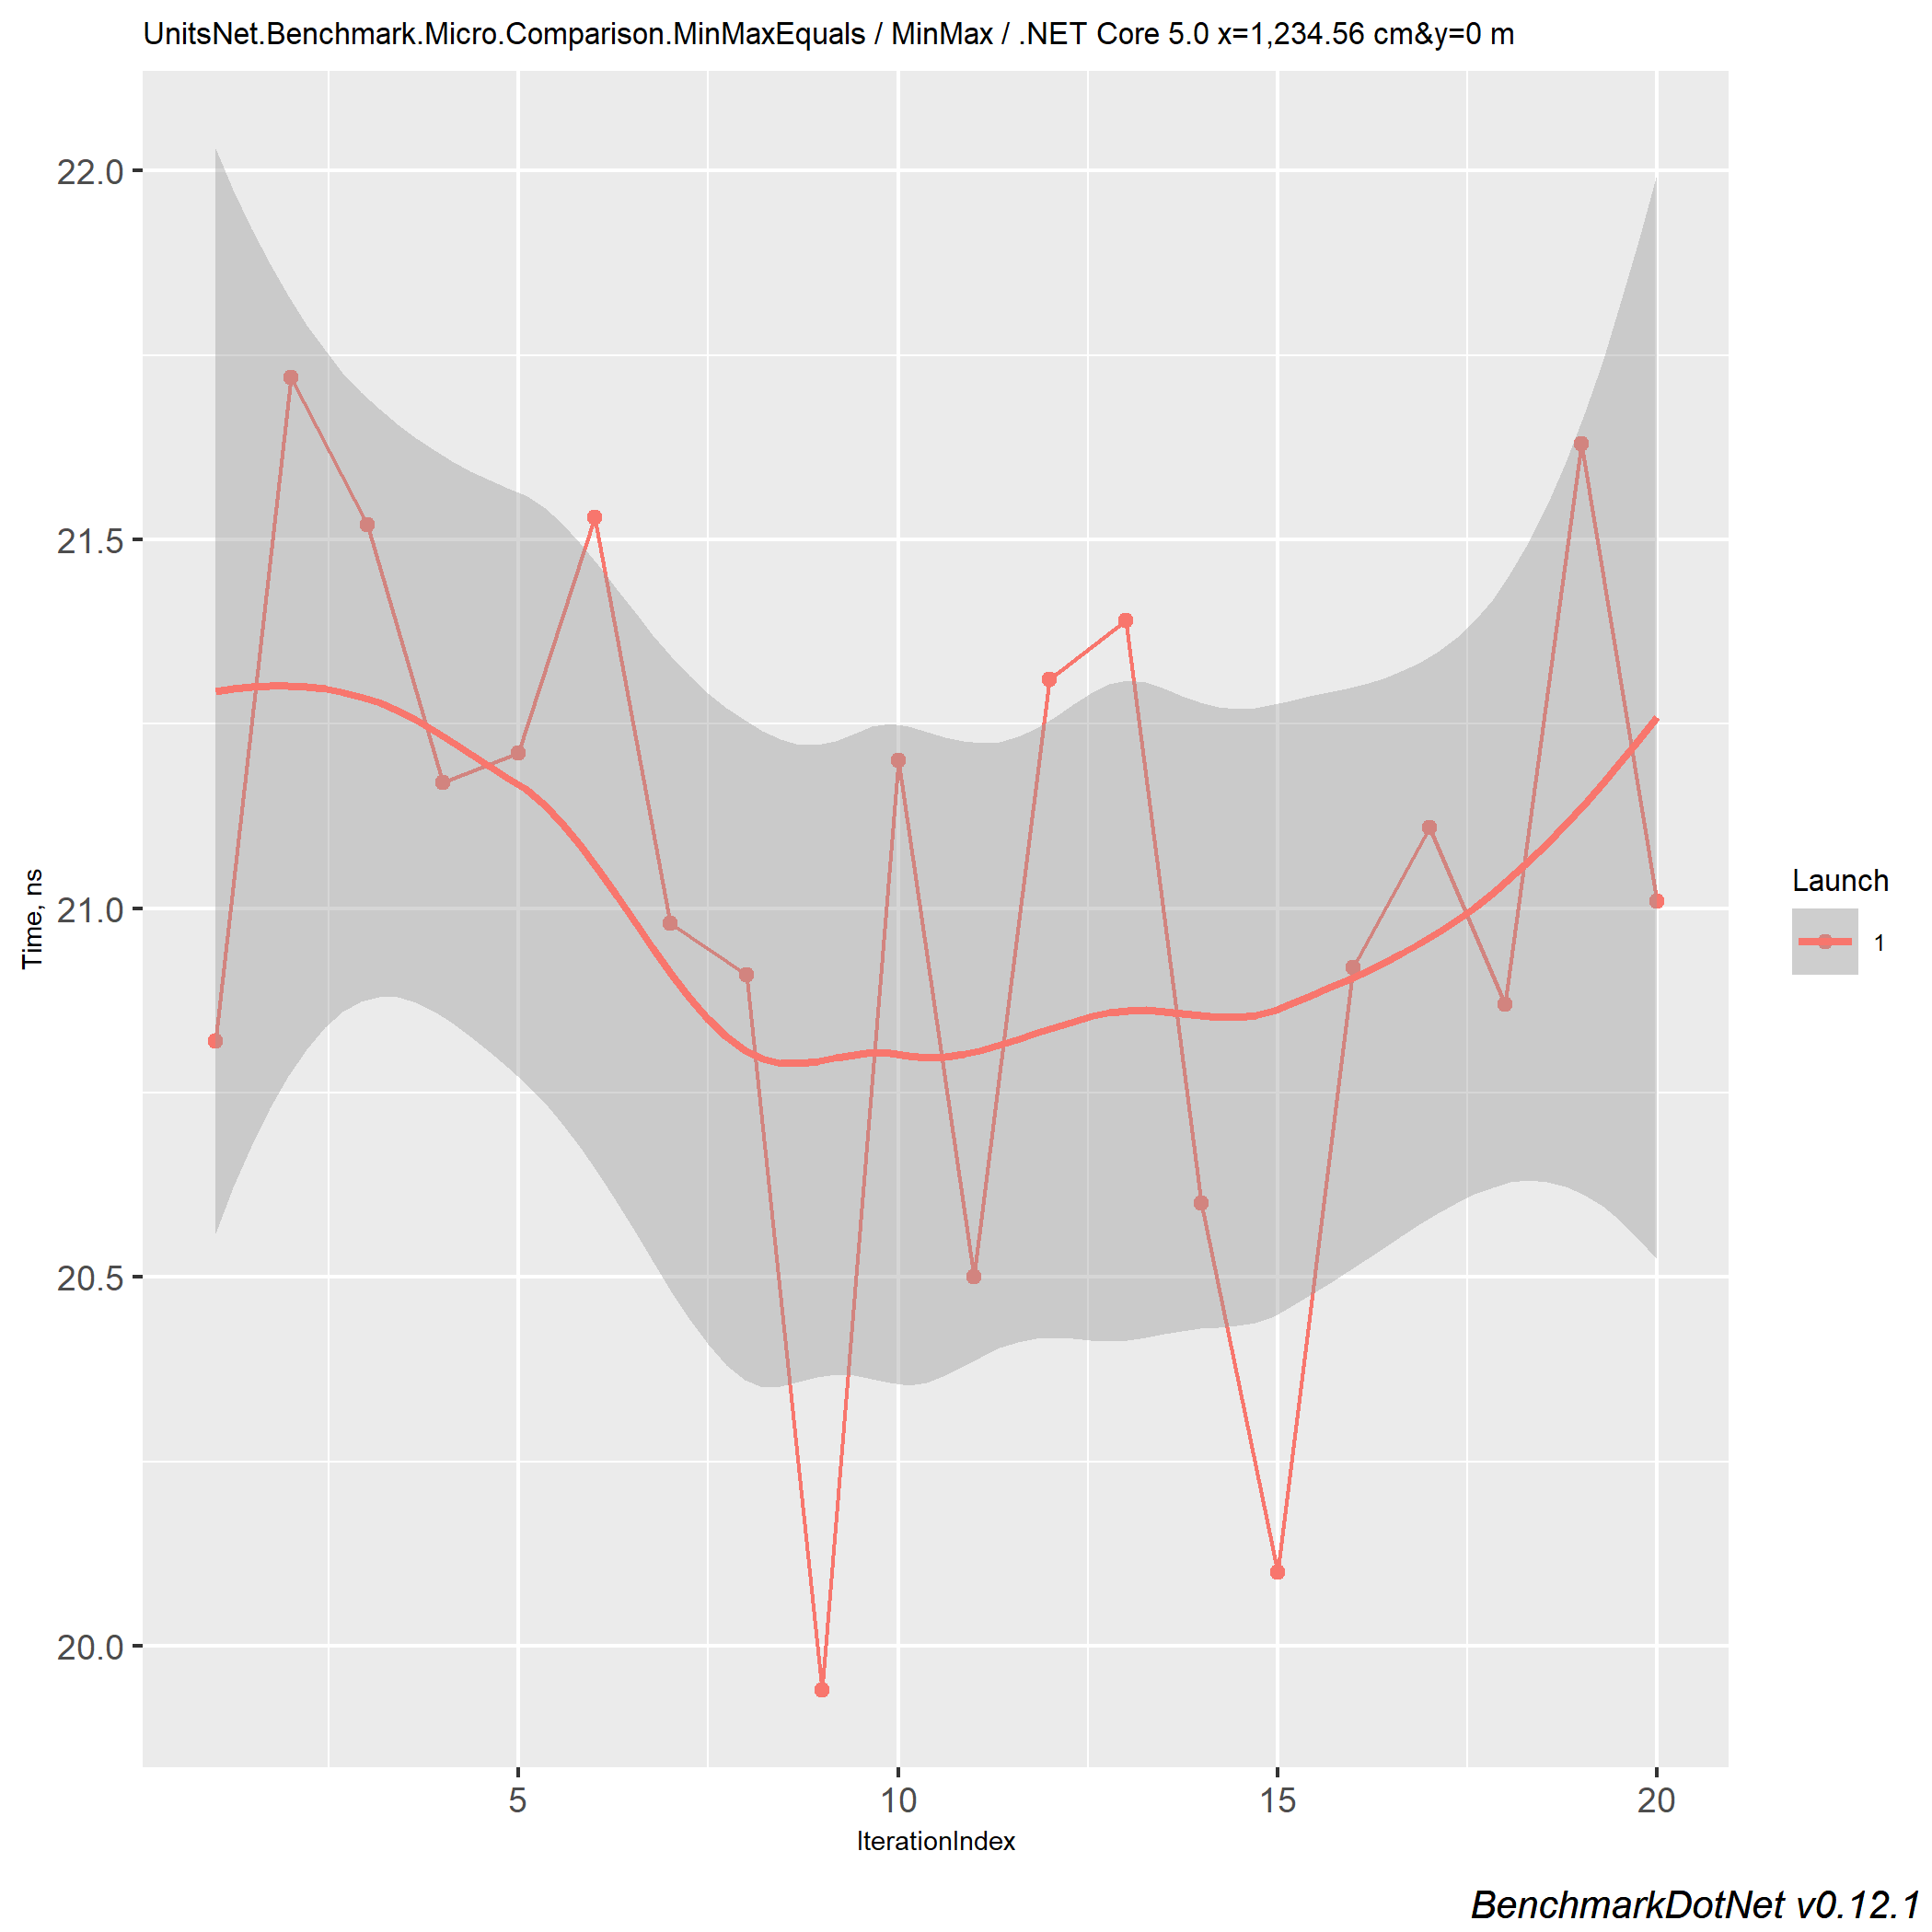 UnitsNet.Benchmark.Micro.Comparison.MinMaxEquals / MinMax / .NET Core 5.0 x=1,234.56 cm&y=0 m
22.0
21.5
21.0
20.5
20.0
Time, ns
5 10 15 20
IterationIndex
Launch
1
BenchmarkDotNet v0.12.1